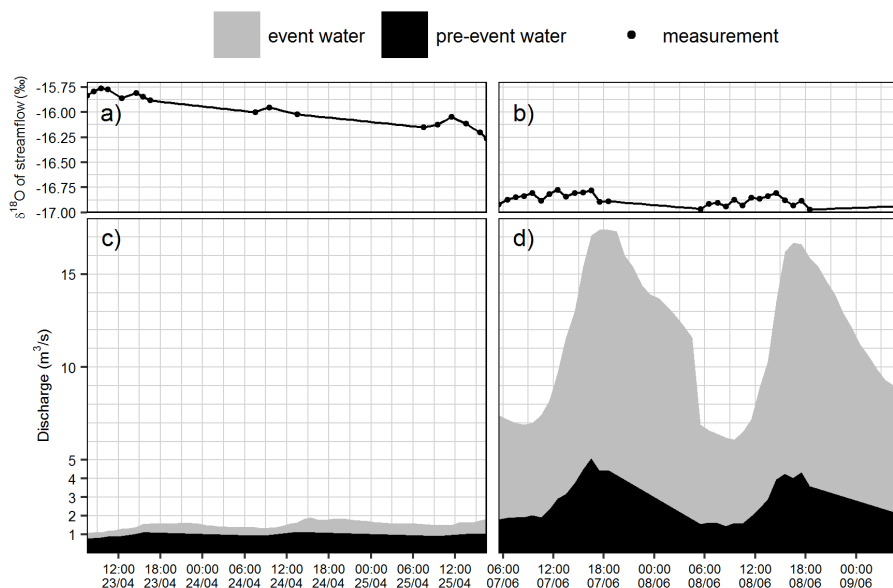 event water pre-event water measurement
δ18O of streamflow (‰)
-15.75
-16.00
-16.25
-16.50
-16.75
-17.00
a)
b)
Discharge (m3/s)
15
10
5
4
3
2
1
c)
d)
12:00 18:00 00:00 06:00 12:00 18:00 00:00 06:00 12:00 06:00 12:00 18:00 00:00 06:00 12:00 18:00 00:00
23/04 23/04 24/04 24/04 24/04 24/04 25/04 25/04 25/04 07/06 07/06 07/06 08/06 08/06 08/06 08/06 09/06